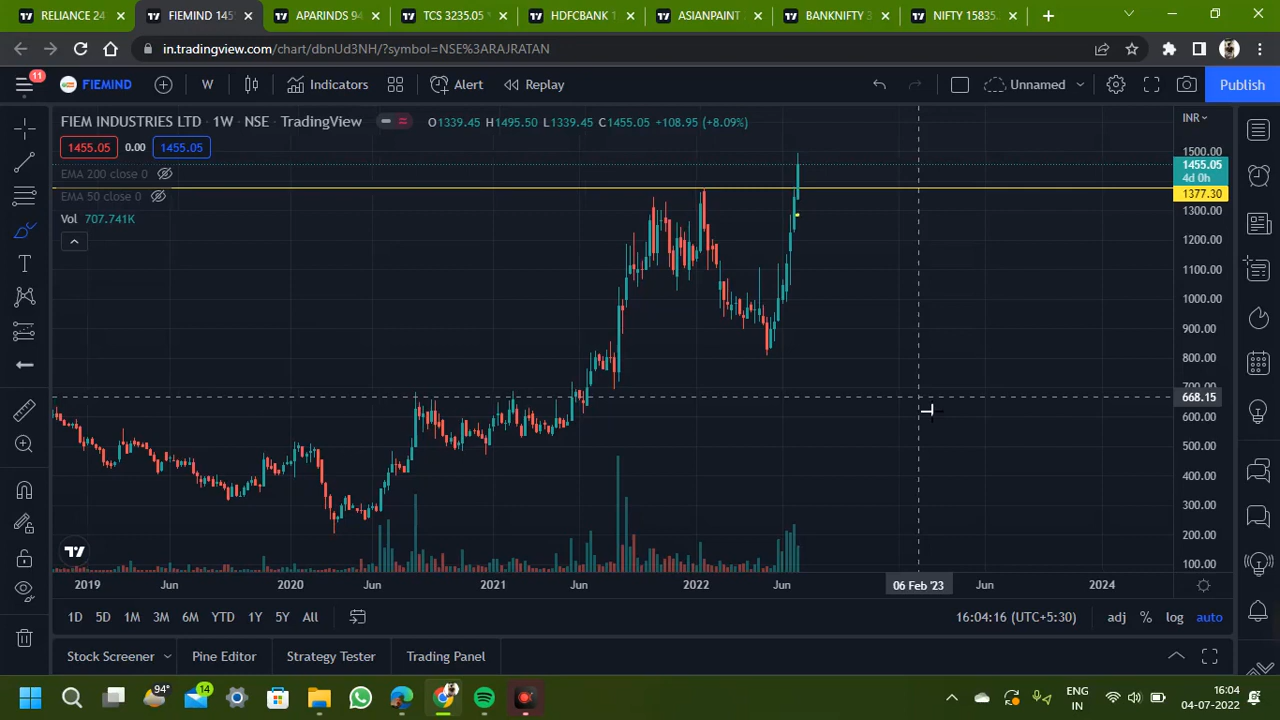 RELIANCE 24
FIEMIND 145
APARINDS 94
TCS 3235.05
HDFCBANK 1
ASIANPAINT
BANKNIFTY 3
NIFTY 15835.
in.tradingview.com/chart/dbnUd3NH/?symbol=NSE%3ARAJRATAN
11
FIEMIND
W
Indicators
Alert
Replay
Unnamed
Publish
FIEM INDUSTRIES LTD · 1W · NSE · TradingView
O1339.45 H1495.50 L1339.45 C1455.05 +108.95 (+8.09%)
INR
1455.05 0.00 1455.05
EMA 200 close 0
EMA 50 close 0
Vol 707.741K
1500.00
1455.05
4d 0h
1377.30
1300.00
1200.00
1100.00
1000.00
900.00
800.00
700.00
668.15
600.00
500.00
400.00
300.00
200.00
100.00
2019 Jun 2020 Jun 2021 Jun 2022 Jun 06 Feb '23 Jun 2024
1D 5D 1M 3M 6M YTD 1Y 5Y All
16:04:16 (UTC+5:30) adj % log auto
Stock Screener Pine Editor Strategy Tester Trading Panel
94°
14
ENG
IN
16:04
04-07-2022